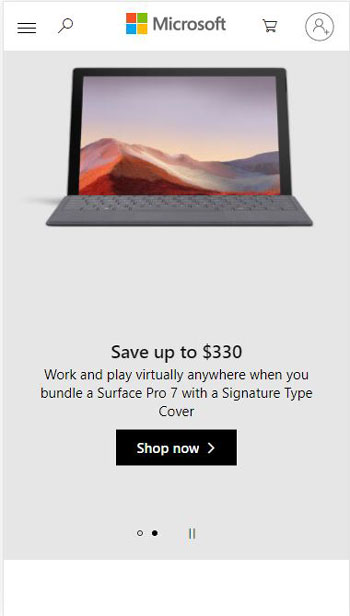 Microsoft
Save up to $330
Work and play virtually anywhere when you
bundle a Surface Pro 7 with a Signature Type
Cover
Shop now